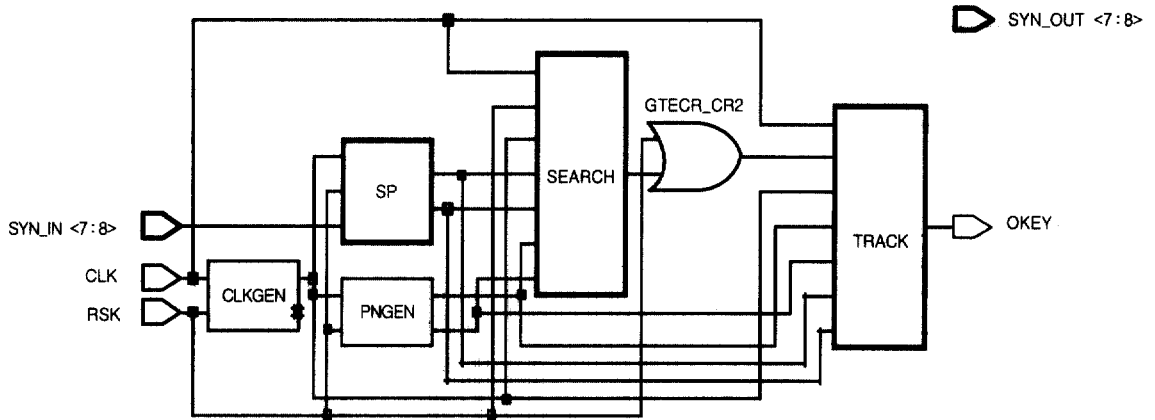 SYN_OUT <7:8>
GTECR_CR2
SEARCH
SP
SYN_IN <7:8>
TRACK
OKEY
CLK
CLKGEN
PNGEN
RSK